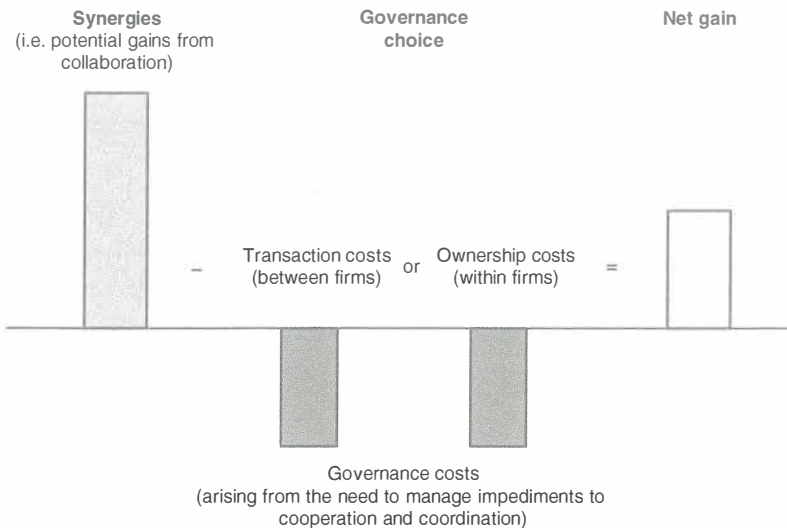 Synergies
(i.e. potential gains from
collaboration)
Governance
choice
Net gain
–
Transaction costs
(between firms)
or
Ownership costs
(within firms)
=
Governance costs
(arising from the need to manage impediments to
cooperation and coordination)